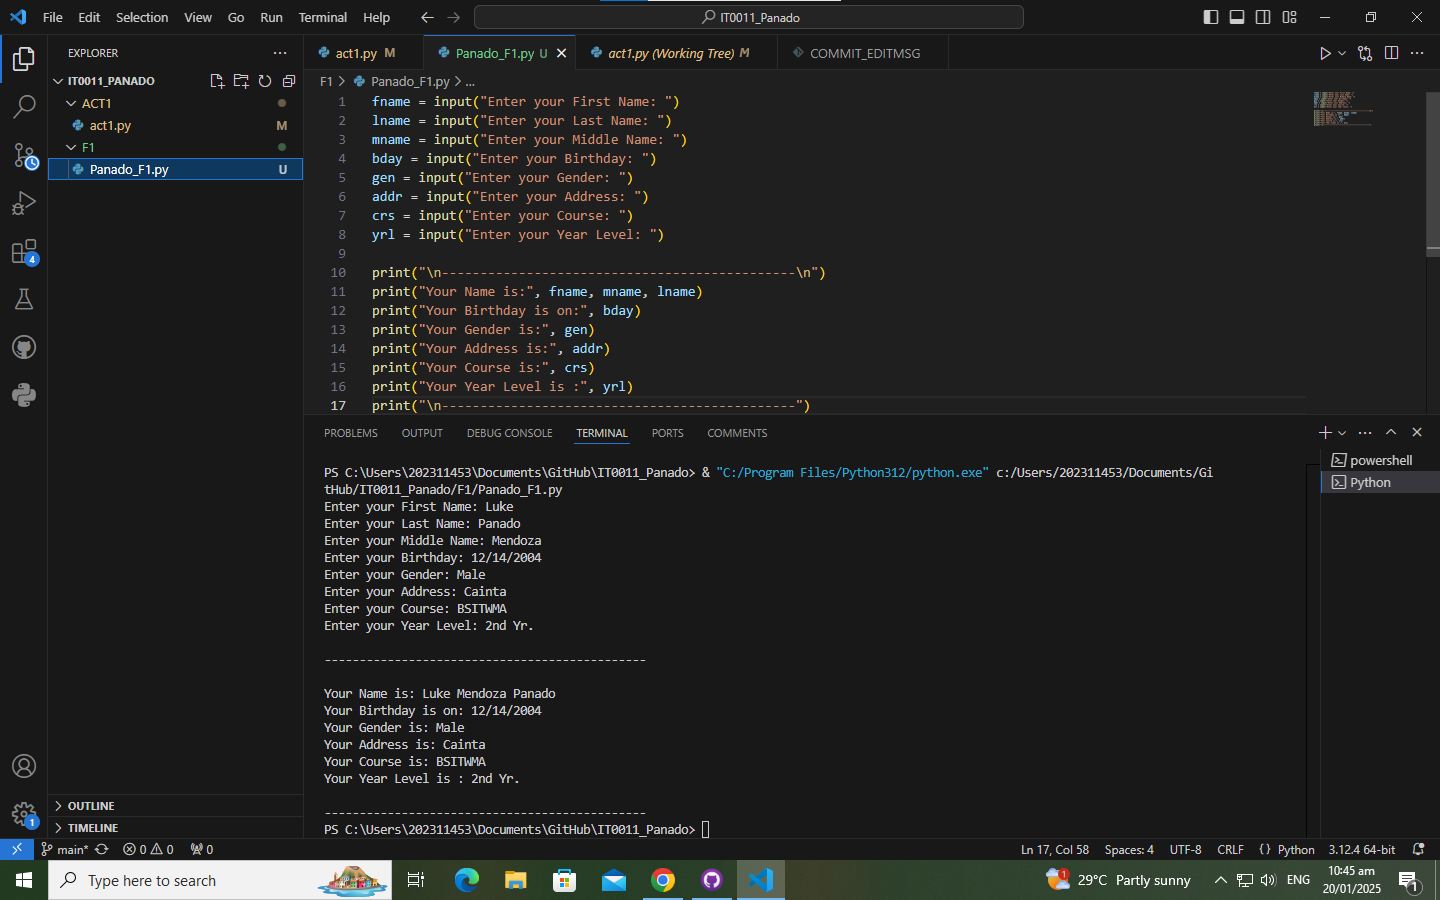 File Edit Selection View Go Run Terminal Help
IT0011_Panado
EXPLORER
IT0011_PANADO
ACT1
act1.py M
F1
Panado_F1.py U
OUTLINE
TIMELINE
4
1
act1.py M
Panado_F1.py U
act1.py (Working Tree) M
COMMIT_EDITMSG
F1 > Panado_F1.py > ...
1 fname = input("Enter your First Name: ")
2 lname = input("Enter your Last Name: ")
3 mname = input("Enter your Middle Name: ")
4 bday = input("Enter your Birthday: ")
5 gen = input("Enter your Gender: ")
6 addr = input("Enter your Address: ")
7 crs = input("Enter your Course: ")
8 yrl = input("Enter your Year Level: ")
9
10 print("\n----------------------------------------------\n")
11 print("Your Name is:", fname, mname, lname)
12 print("Your Birthday is on:", bday)
13 print("Your Gender is:", gen)
14 print("Your Address is:", addr)
15 print("Your Course is:", crs)
16 print("Your Year Level is :", yrl)
17 print("\n----------------------------------------------")
PROBLEMS OUTPUT DEBUG CONSOLE TERMINAL PORTS COMMENTS
powershell
Python
PS C:\Users\202311453\Documents\GitHub\IT0011_Panado> & "C:/Program Files/Python312/python.exe" c:/Users/202311453/Documents/Gi
tHub/IT0011_Panado/F1/Panado_F1.py
Enter your First Name: Luke
Enter your Last Name: Panado
Enter your Middle Name: Mendoza
Enter your Birthday: 12/14/2004
Enter your Gender: Male
Enter your Address: Cainta
Enter your Course: BSITWMA
Enter your Year Level: 2nd Yr.
----------------------------------------------
Your Name is: Luke Mendoza Panado
Your Birthday is on: 12/14/2004
Your Gender is: Male
Your Address is: Cainta
Your Course is: BSITWMA
Your Year Level is : 2nd Yr.
----------------------------------------------
PS C:\Users\202311453\Documents\GitHub\IT0011_Panado>
main* 0 0 0
Ln 17, Col 58 Spaces: 4 UTF-8 CRLF {} Python 3.12.4 64-bit
Type here to search
1 29°C Partly sunny ENG
10:45 am
20/01/2025
1